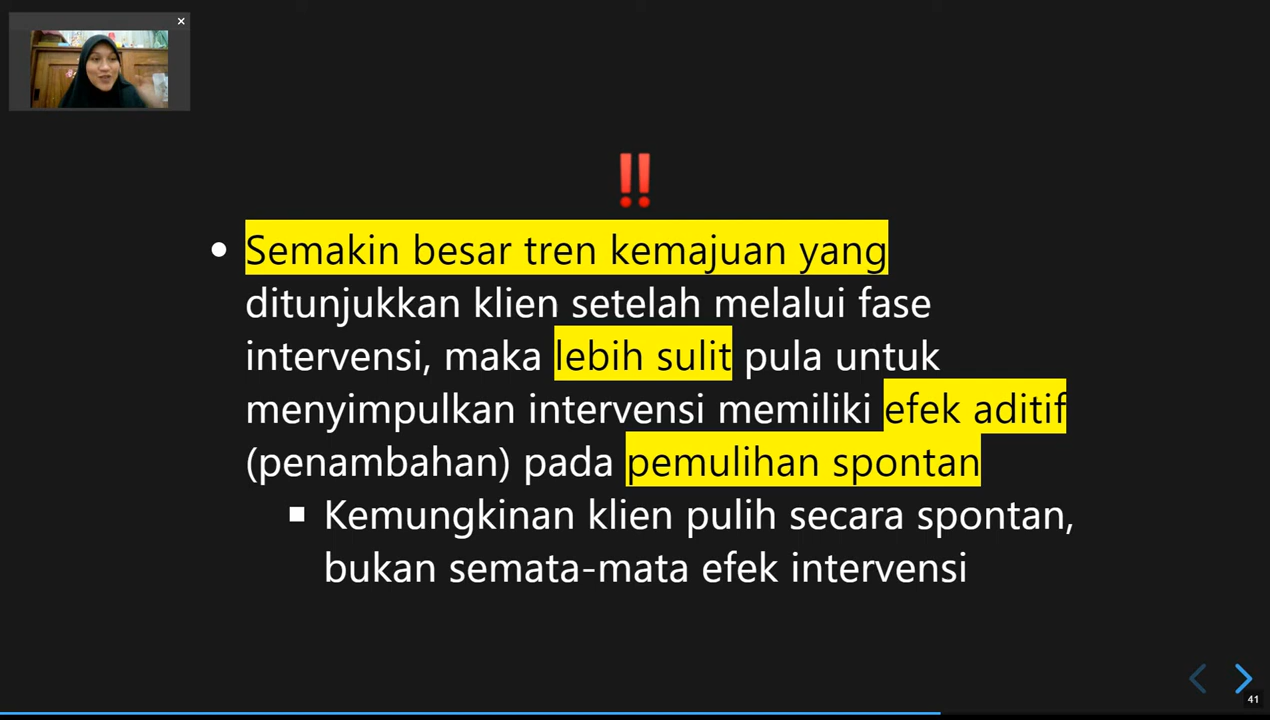 Semakin besar tren kemajuan yang
ditunjukkan klien setelah melalui fase
intervensi, maka lebih sulit pula untuk
menyimpulkan intervensi memiliki efek aditif
(penambahan) pada pemulihan spontan
Kemungkinan klien pulih secara spontan,
bukan semata-mata efek intervensi
41